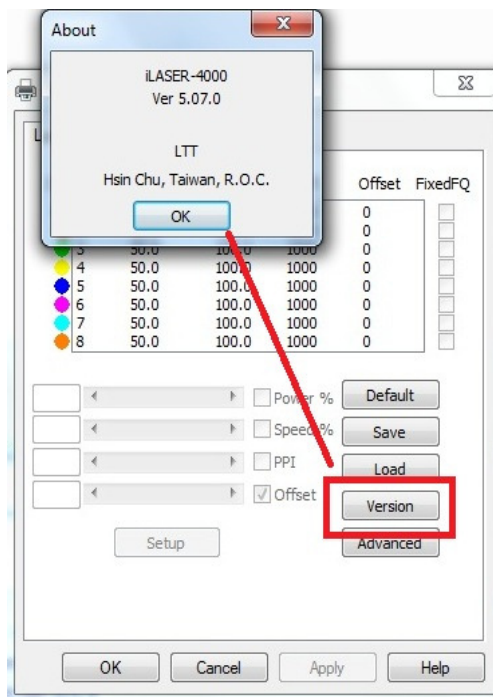 About
iLASER-4000
Ver 5.07.0
LTT
Hsin Chu, Taiwan, R.O.C.
OK
Offset FixedFQ
0
0
3 50.0 100.0 1000 0
4 50.0 100.0 1000 0
5 50.0 100.0 1000 0
6 50.0 100.0 1000 0
7 50.0 100.0 1000 0
8 50.0 100.0 1000 0
Power % Default
Speed % Save
PPI Load
Offset Version
Setup Advanced
OK Cancel Apply Help